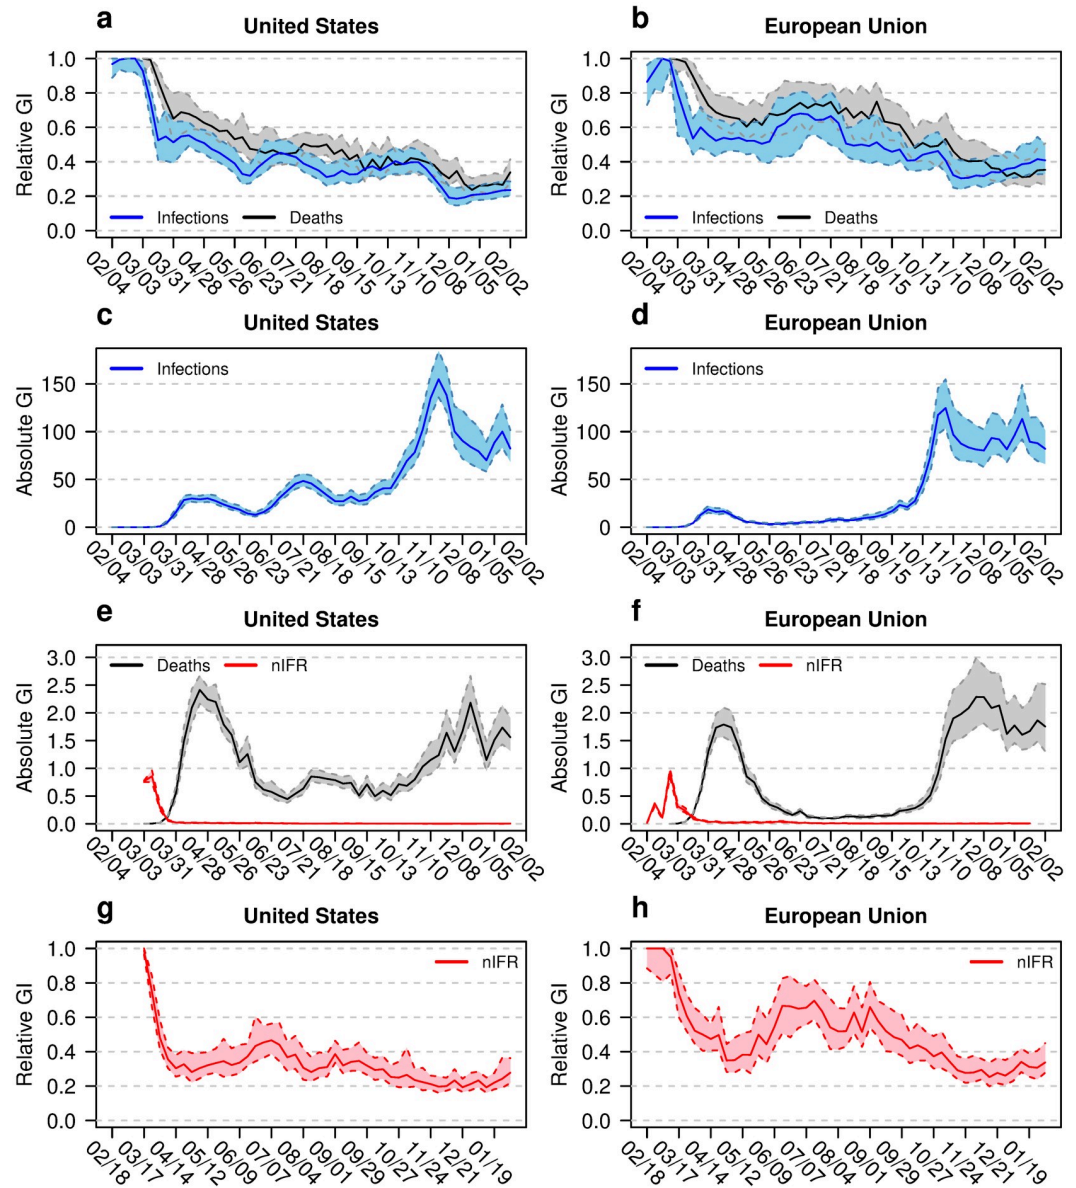 a United States
Relative GI
1.0
0.8
0.6
0.4
0.2
0.0
Infections Deaths
02/04 03/03 03/31 04/28 05/26 06/23 07/21 08/18 09/15 10/13 11/10 12/08 01/05 02/02
b European Union
Relative GI
1.0
0.8
0.6
0.4
0.2
0.0
Infections Deaths
02/04 03/03 03/31 04/28 05/26 06/23 07/21 08/18 09/15 10/13 11/10 12/08 01/05 02/02
c United States
Absolute GI
150
100
50
0
Infections
02/04 03/03 03/31 04/28 05/26 06/23 07/21 08/18 09/15 10/13 11/10 12/08 01/05 02/02
d European Union
Absolute GI
150
100
50
0
Infections
02/04 03/03 03/31 04/28 05/26 06/23 07/21 08/18 09/15 10/13 11/10 12/08 01/05 02/02
e United States
Absolute GI
3.0
2.5
2.0
1.5
1.0
0.5
0.0
Deaths nIFR
02/04 03/03 03/31 04/28 05/26 06/23 07/21 08/18 09/15 10/13 11/10 12/08 01/05 02/02
f European Union
Absolute GI
3.0
2.5
2.0
1.5
1.0
0.5
0.0
Deaths nIFR
02/04 03/03 03/31 04/28 05/26 06/23 07/21 08/18 09/15 10/13 11/10 12/08 01/05 02/02
g United States
Relative GI
1.0
0.8
0.6
0.4
0.2
0.0
nIFR
02/18 03/17 04/14 05/12 06/09 07/07 08/04 09/01 09/29 10/27 11/24 12/21 01/19
h European Union
Relative GI
1.0
0.8
0.6
0.4
0.2
0.0
nIFR
02/18 03/17 04/14 05/12 06/09 07/07 08/04 09/01 09/29 10/27 11/24 12/21 01/19